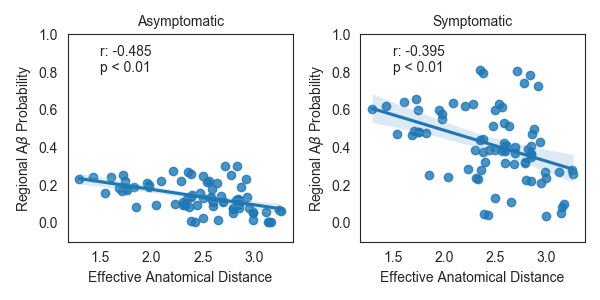 Asymptomatic
r: -0.485
p < 0.01
Regional Aβ Probability
1.0
0.8
0.6
0.4
0.2
0.0
1.5 2.0 2.5 3.0
Effective Anatomical Distance
Symptomatic
r: -0.395
p < 0.01
Regional Aβ Probability
1.0
0.8
0.6
0.4
0.2
0.0
1.5 2.0 2.5 3.0
Effective Anatomical Distance